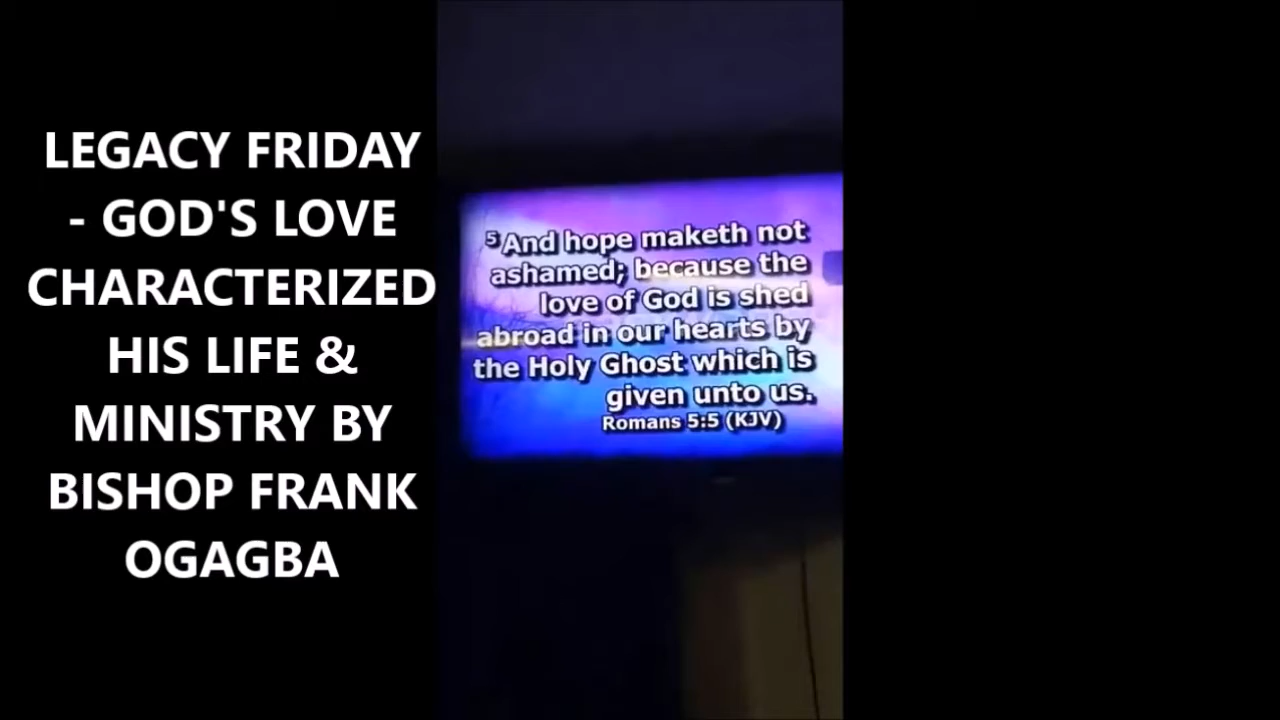 LEGACY FRIDAY
- GOD'S LOVE
CHARACTERIZED
HIS LIFE &
MINISTRY BY
BISHOP FRANK
OGAGBA
5 And hope maketh not
ashamed; because the
love of God is shed
abroad in our hearts by
the Holy Ghost which is
given unto us.
Romans 5:5 (KJV)